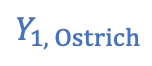 Y1, Ostrich